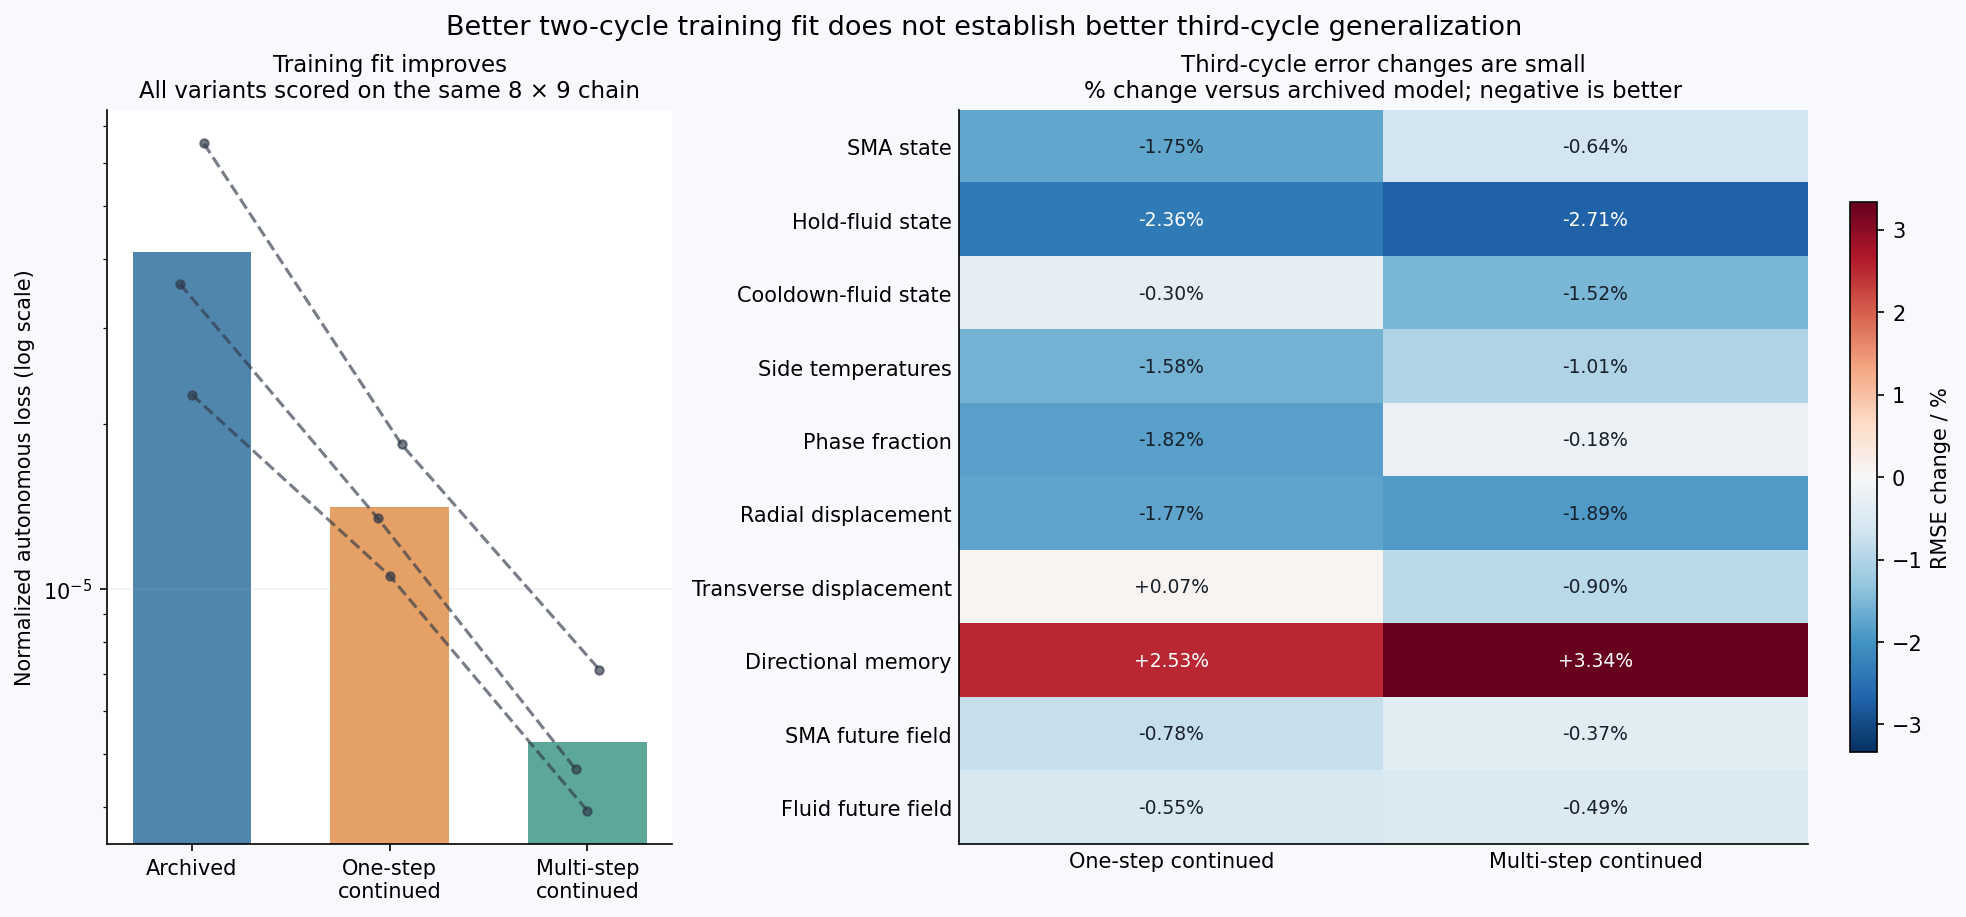 Better two-cycle training fit does not establish better third-cycle generalization
Training fit improves
All variants scored on the same 8 × 9 chain
Normalized autonomous loss (log scale)
10⁻⁵
Archived
One-step
continued
Multi-step
continued
Third-cycle error changes are small
% change versus archived model; negative is better
SMA state
-1.75%
-0.64%
Hold-fluid state
-2.36%
-2.71%
Cooldown-fluid state
-0.30%
-1.52%
Side temperatures
-1.58%
-1.01%
Phase fraction
-1.82%
-0.18%
Radial displacement
-1.77%
-1.89%
Transverse displacement
+0.07%
-0.90%
Directional memory
+2.53%
+3.34%
SMA future field
-0.78%
-0.37%
Fluid future field
-0.55%
-0.49%
One-step continued
Multi-step continued
3
2
1
0
−1
−2
−3
RMSE change / %